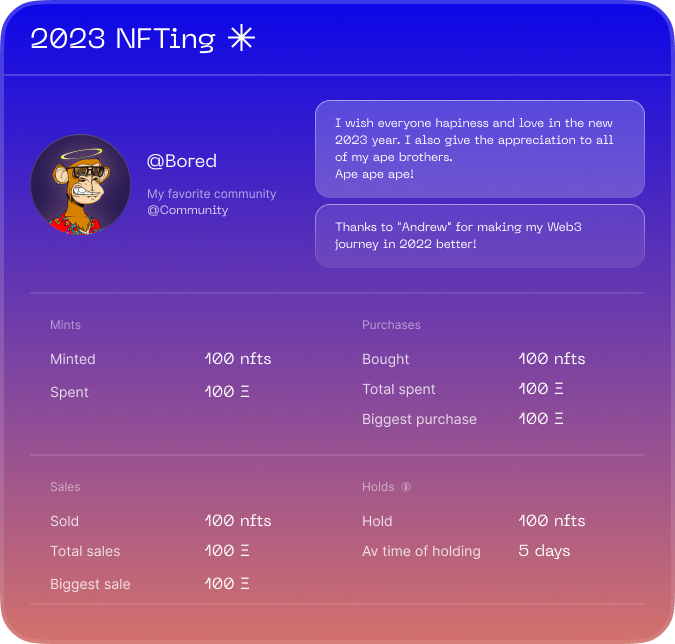 2023 NFTing
@Bored
My favorite community
@Community
I wish everyone hapiness and love in the new
2023 year. I also give the appreciation to all
of my ape brothers.
Ape ape ape!
Thanks to "Andrew" for making my Web3
journey in 2022 better!
Mints
Minted 100 nfts
Spent 100 Ξ
Purchases
Bought 100 nfts
Total spent 100 Ξ
Biggest purchase 100 Ξ
Sales
Sold 100 nfts
Total sales 100 Ξ
Biggest sale 100 Ξ
Holds
Hold 100 nfts
Av time of holding 5 days